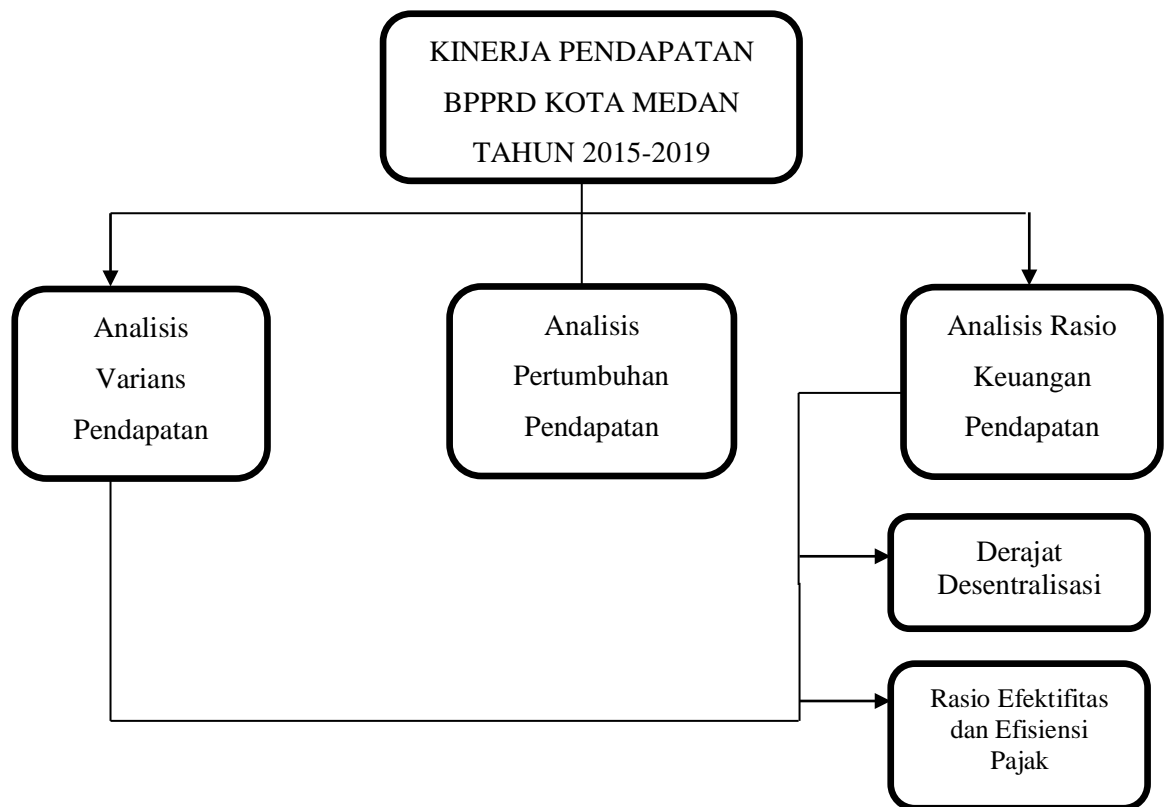 KINERJA PENDAPATAN
BPPRD KOTA MEDAN
TAHUN 2015-2019
Analisis
Varians
Pendapatan
Analisis
Pertumbuhan
Pendapatan
Analisis Rasio
Keuangan
Pendapatan
Derajat
Desentralisasi
Rasio Efektifitas
dan Efisiensi
Pajak